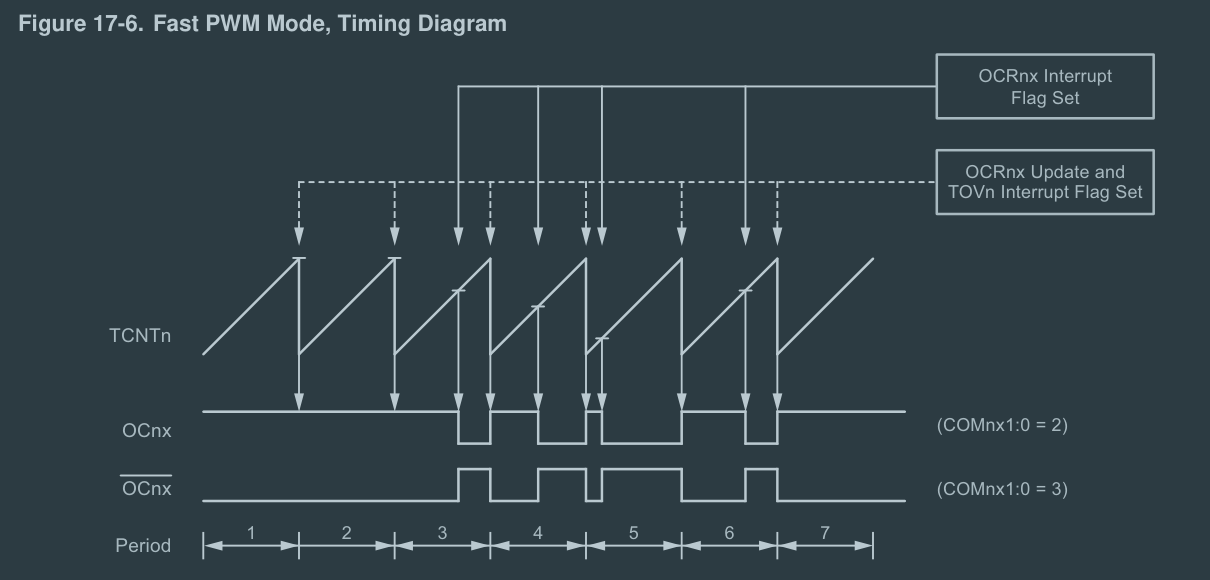 Figure 17-6. Fast PWM Mode, Timing Diagram
OCRnx Interrupt
Flag Set
OCRnx Update and
TOVn Interrupt Flag Set
TCNTn
OCnx
(COMnx1:0 = 2)
OCnx
(COMnx1:0 = 3)
Period
1
2
3
4
5
6
7